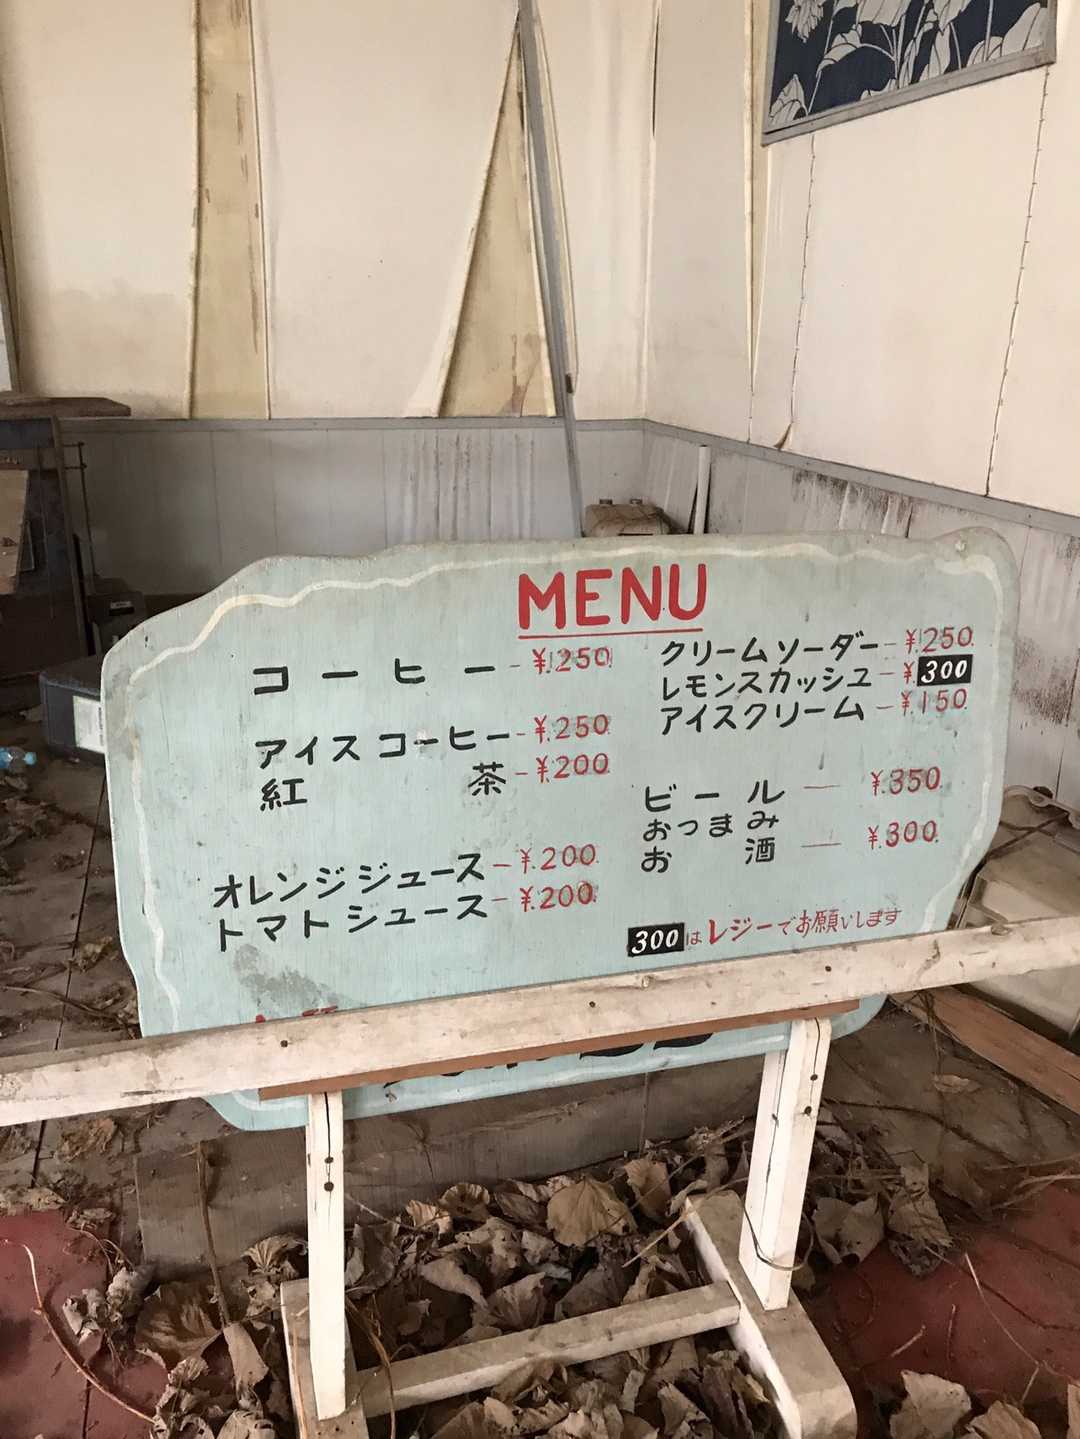 MENU
コーヒー - ¥.250
アイスコーヒー - ¥.250
紅茶 - ¥.200
オレンジジュース - ¥.200.
トマトシュース - ¥.200.
クリームソーダー - ¥.250
レモンスカッシュ - ¥.300
アイスクリーム - ¥.150
ビール — ¥.350
おつまみ
お酒 — ¥.300.
300はレジーでお願いします